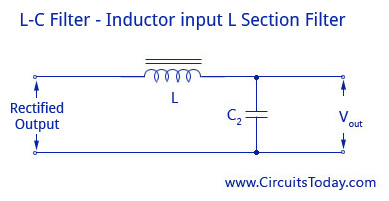 L-C Filter - Inductor input L Section Filter
L
Rectified
Output
C2
Vout
www.CircuitsToday.com